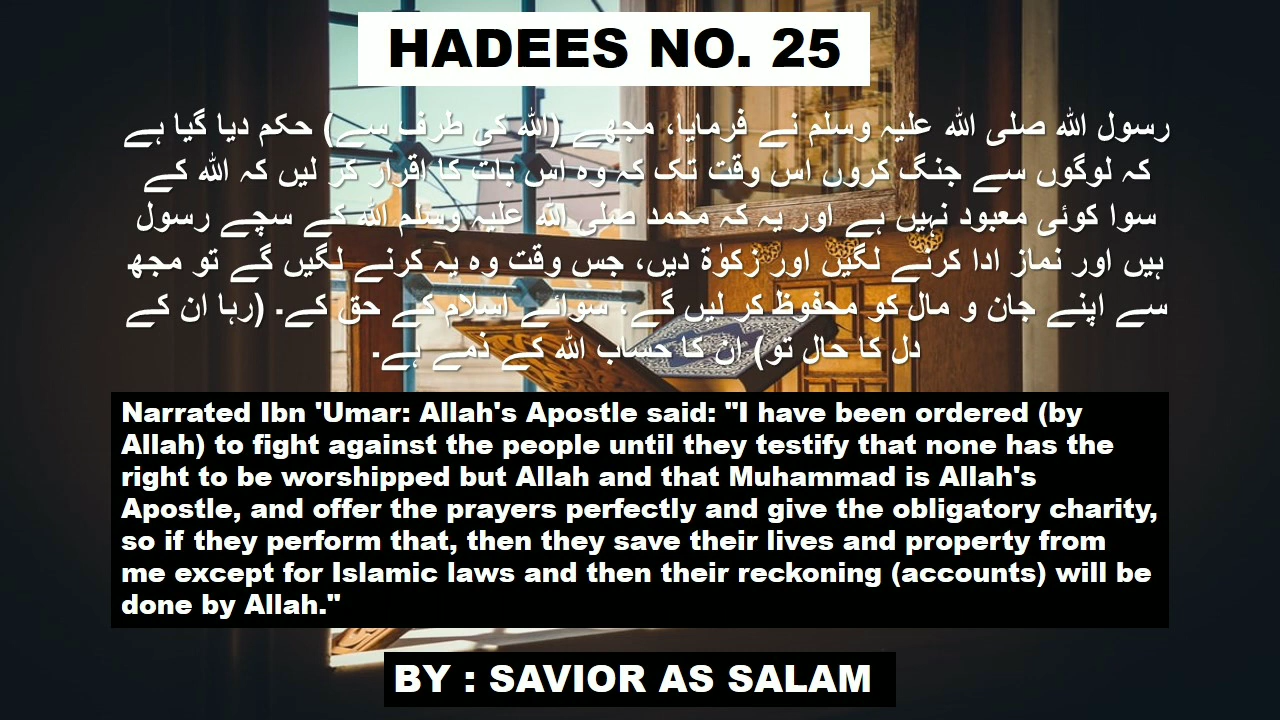 HADEES NO. 25
رسول اللہ صلی اللہ علیہ وسلم نے فرمایا، مجھے (اللہ کی طرف سے) حکم دیا گیا ہے
کہ لوگوں سے جنگ کروں اس وقت تک کہ وہ اس بات کا اقرار کر لیں کہ اللہ کے
سوا کوئی معبود نہیں ہے اور یہ کہ محمد صلی اللہ علیہ وسلم اللہ کے سچے رسول
ہیں اور نماز ادا کرنے لگیں اور زکوٰۃ دیں، جس وقت وہ یہ کرنے لگیں گے تو مجھ
سے اپنے جان و مال کو محفوظ کر لیں گے، سوائے اسلام کے حق کے۔ (رہا ان کے
دل کا حال تو) ان کا حساب اللہ کے ذمے ہے۔
Narrated Ibn 'Umar: Allah's Apostle said: "I have been ordered (by
Allah) to fight against the people until they testify that none has the
right to be worshipped but Allah and that Muhammad is Allah's
Apostle, and offer the prayers perfectly and give the obligatory charity,
so if they perform that, then they save their lives and property from
me except for Islamic laws and then their reckoning (accounts) will be
done by Allah."
BY : SAVIOR AS SALAM